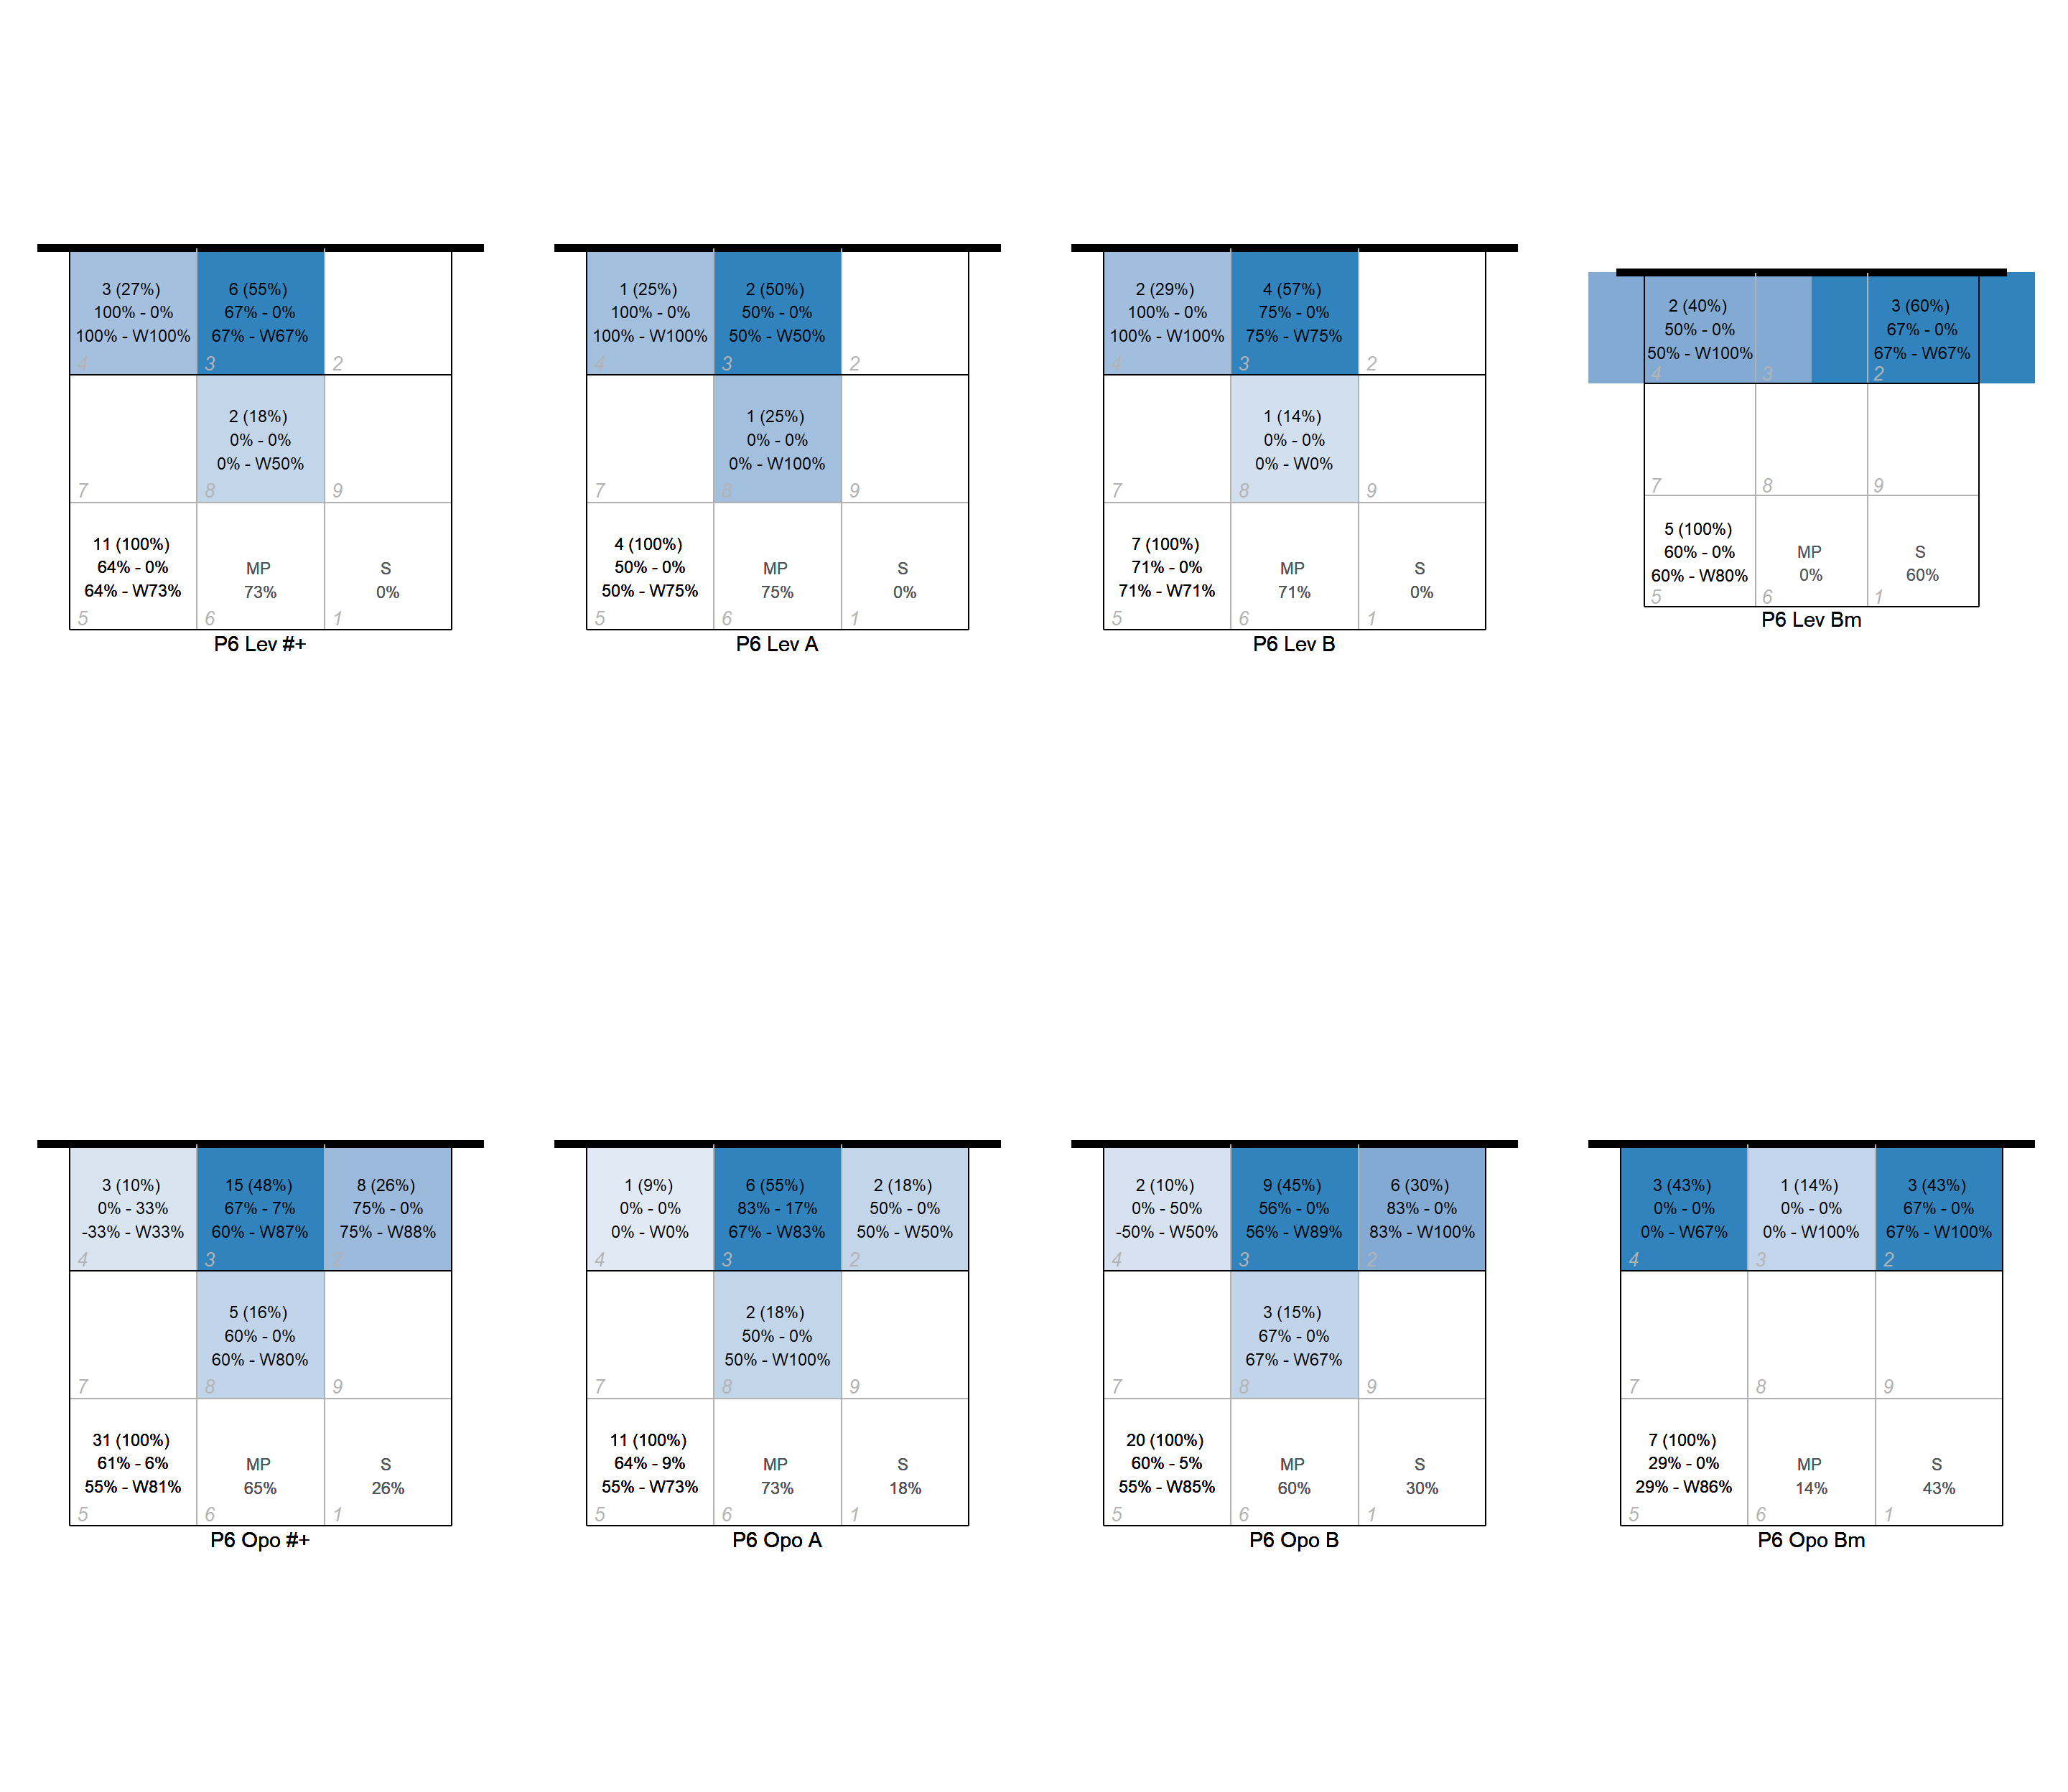 3 (27%)
100% - 0%
100% - W100%
4
6 (55%)
67% - 0%
67% - W67%
3
2
7
2 (18%)
0% - 0%
0% - W50%
8
9
11 (100%)
64% - 0%
64% - W73%
5
MP
73%
6
S
0%
1
P6 Lev #+
1 (25%)
100% - 0%
100% - W100%
4
2 (50%)
50% - 0%
50% - W50%
3
2
7
1 (25%)
0% - 0%
0% - W100%
8
9
4 (100%)
50% - 0%
50% - W75%
5
MP
75%
6
S
0%
1
P6 Lev A
2 (29%)
100% - 0%
100% - W100%
4
4 (57%)
75% - 0%
75% - W75%
3
2
7
1 (14%)
0% - 0%
0% - W0%
8
9
7 (100%)
71% - 0%
71% - W71%
5
MP
71%
6
S
0%
1
P6 Lev B
2 (40%)
50% - 0%
50% - W100%
4
3
3 (60%)
67% - 0%
67% - W67%
2
7
8
9
5 (100%)
60% - 0%
60% - W80%
5
MP
0%
6
S
60%
1
P6 Lev Bm
3 (10%)
0% - 33%
-33% - W33%
4
15 (48%)
67% - 7%
60% - W87%
3
8 (26%)
75% - 0%
75% - W88%
2
7
5 (16%)
60% - 0%
60% - W80%
8
9
31 (100%)
61% - 6%
55% - W81%
5
MP
65%
6
S
26%
1
P6 Opo #+
1 (9%)
0% - 0%
0% - W0%
4
6 (55%)
83% - 17%
67% - W83%
3
2 (18%)
50% - 0%
50% - W50%
2
7
2 (18%)
50% - 0%
50% - W100%
8
9
11 (100%)
64% - 9%
55% - W73%
5
MP
73%
6
S
18%
1
P6 Opo A
2 (10%)
0% - 50%
-50% - W50%
4
9 (45%)
56% - 0%
56% - W89%
3
6 (30%)
83% - 0%
83% - W100%
2
7
3 (15%)
67% - 0%
67% - W67%
8
9
20 (100%)
60% - 5%
55% - W85%
5
MP
60%
6
S
30%
1
P6 Opo B
3 (43%)
0% - 0%
0% - W67%
4
1 (14%)
0% - 0%
0% - W100%
3
3 (43%)
67% - 0%
67% - W100%
2
7
8
9
7 (100%)
29% - 0%
29% - W86%
5
MP
14%
6
S
43%
1
P6 Opo Bm